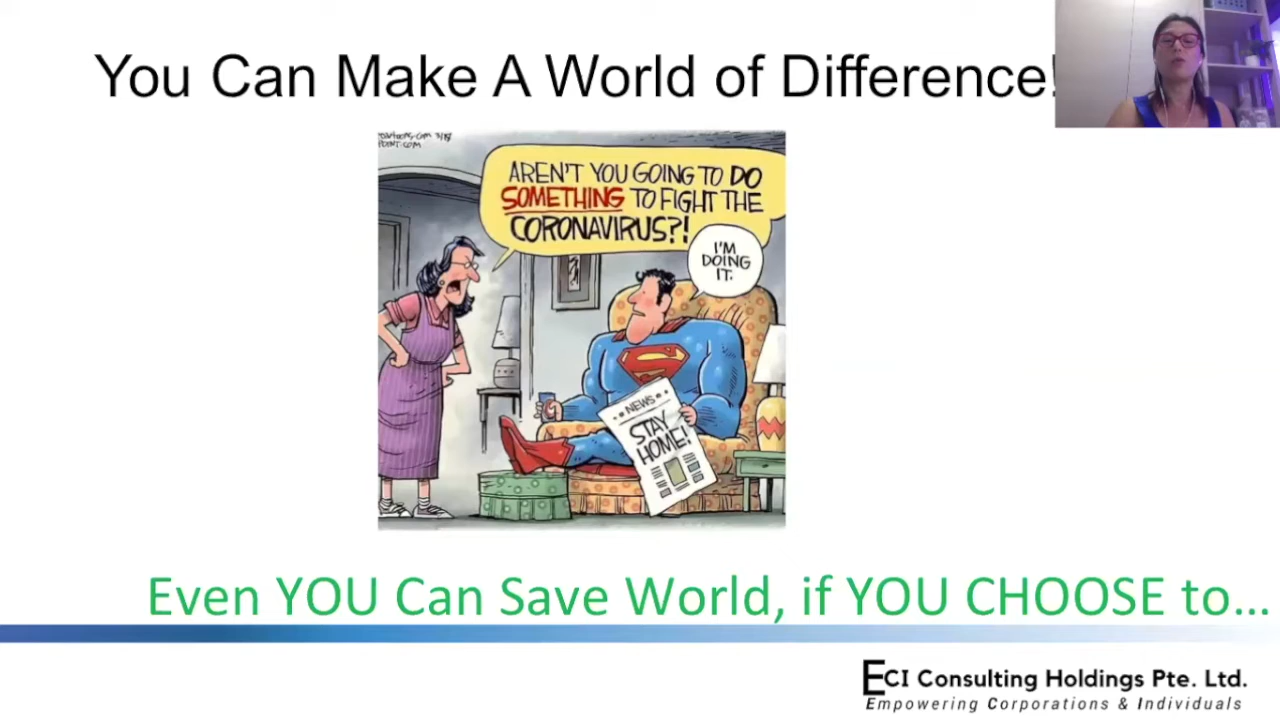 You Can Make A World of Difference!
POINT.COM
AREN'T YOU GOING TO DO
SOMETHING TO FIGHT THE
CORONAVIRUS?!
I'M
DOING
IT.
NEWS
STAY
HOME!
Even YOU Can Save World, if YOU CHOOSE to...
ECI Consulting Holdings Pte. Ltd.
Empowering Corporations & Individuals